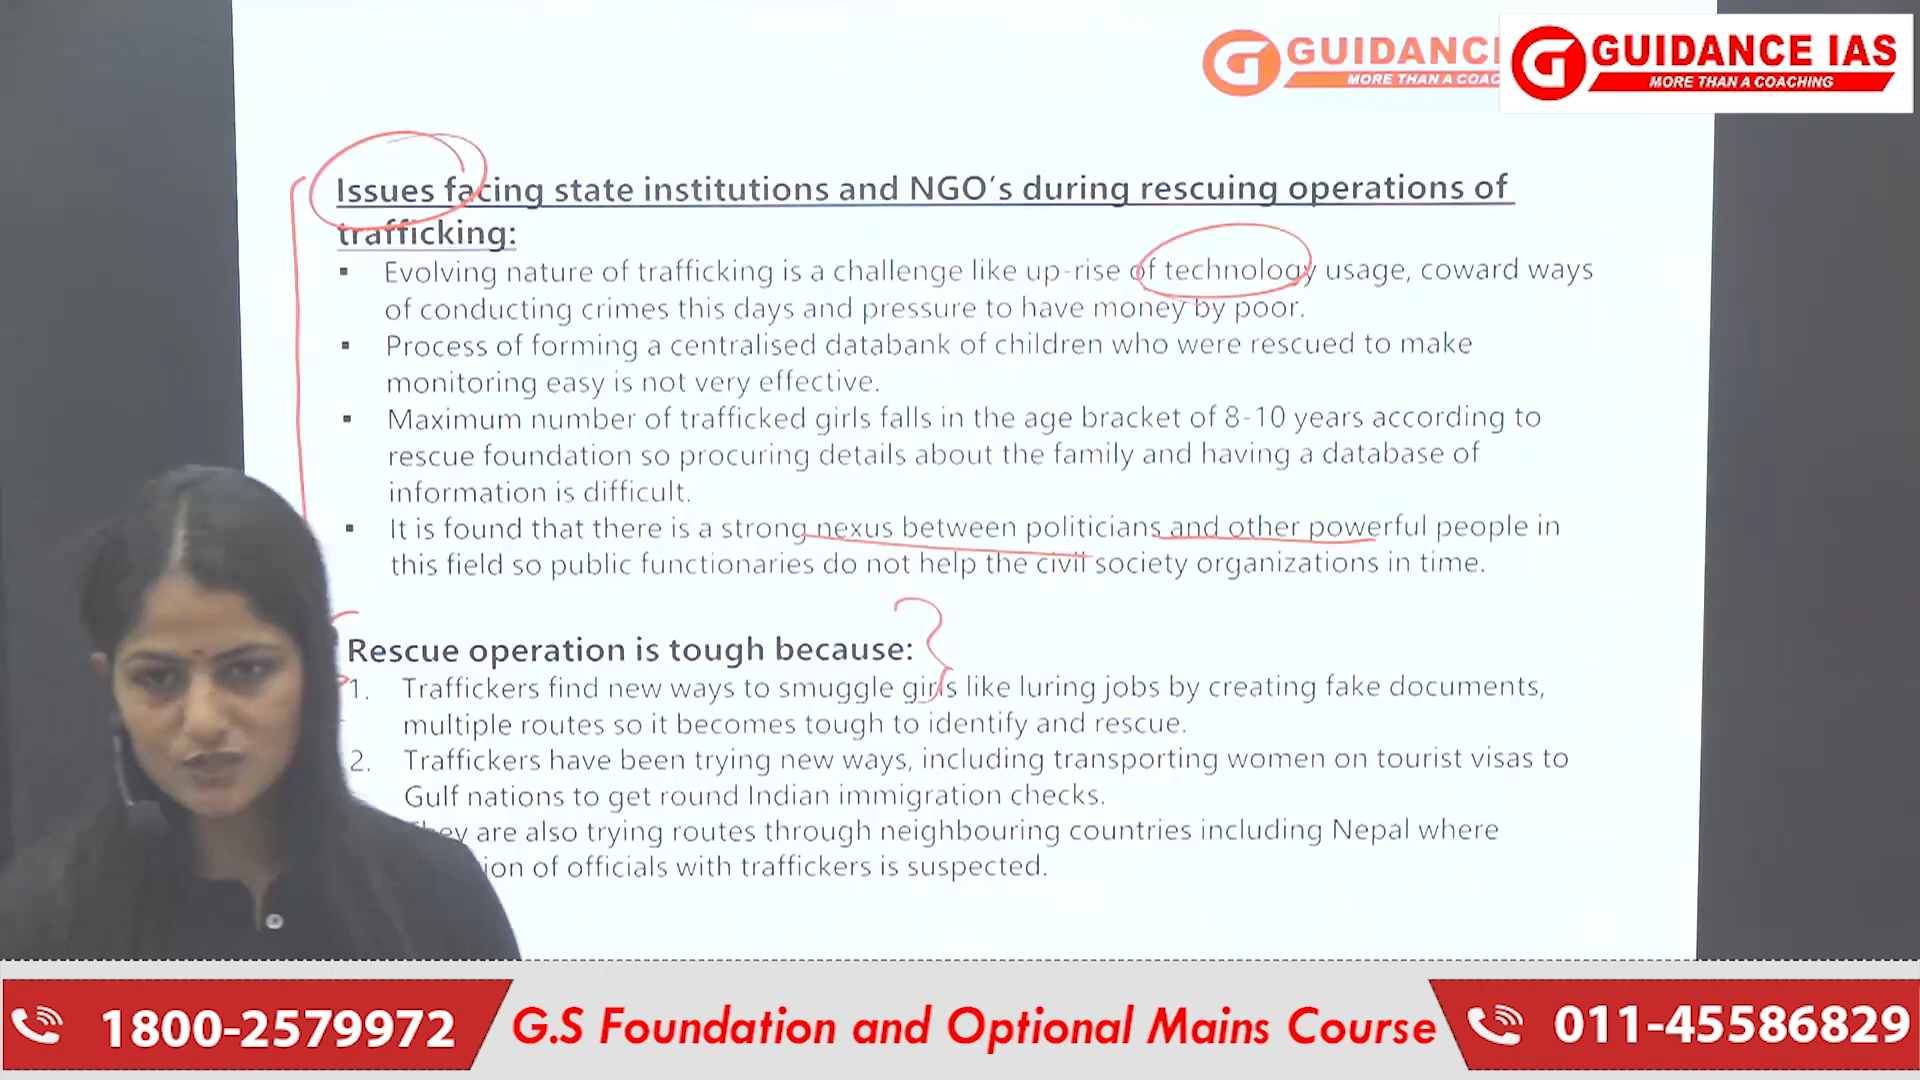 GUIDANCE IAS
MORE THAN A COACHING
Issues facing state institutions and NGO's during rescuing operations of
trafficking:
▪ Evolving nature of trafficking is a challenge like up-rise of technology usage, coward ways
of conducting crimes this days and pressure to have money by poor.
▪ Process of forming a centralised databank of children who were rescued to make
monitoring easy is not very effective.
▪ Maximum number of trafficked girls falls in the age bracket of 8-10 years according to
rescue foundation so procuring details about the family and having a database of
information is difficult.
▪ It is found that there is a strong nexus between politicians and other powerful people in
this field so public functionaries do not help the civil society organizations in time.
Rescue operation is tough because:
1. Traffickers find new ways to smuggle girls like luring jobs by creating fake documents,
multiple routes so it becomes tough to identify and rescue.
2. Traffickers have been trying new ways, including transporting women on tourist visas to
Gulf nations to get round Indian immigration checks.
are also trying routes through neighbouring countries including Nepal where
of officials with traffickers is suspected.
1800-2579972 G.S Foundation and Optional Mains Course 011-45586829